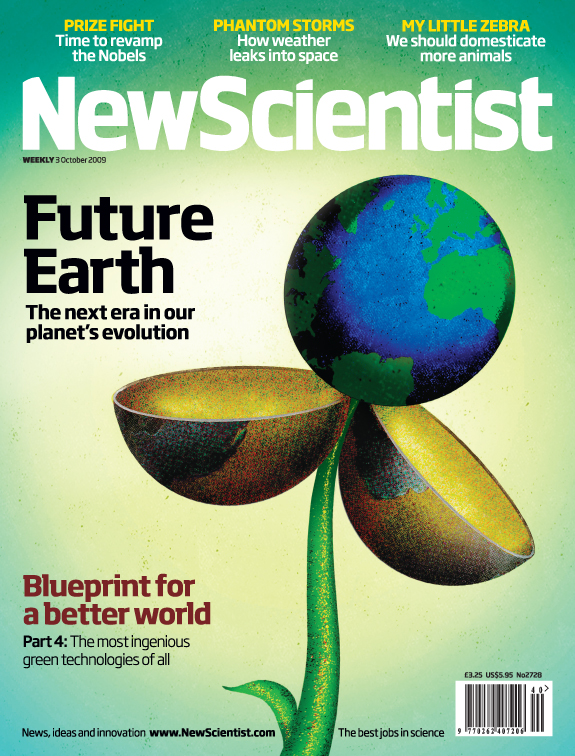 PRIZE FIGHT
Time to revamp
the Nobels
PHANTOM STORMS
How weather
leaks into space
MY LITTLE ZEBRA
We should domesticate
more animals
NewScientist
WEEKLY 3 October 2009
Future
Earth
The next era in our
planet's evolution
Blueprint for
a better world
Part 4: The most ingenious
green technologies of all
£3.25 US$5.95 No2728
40>
9 770262 407206
News, ideas and innovation www.NewScientist.com
The best jobs in science